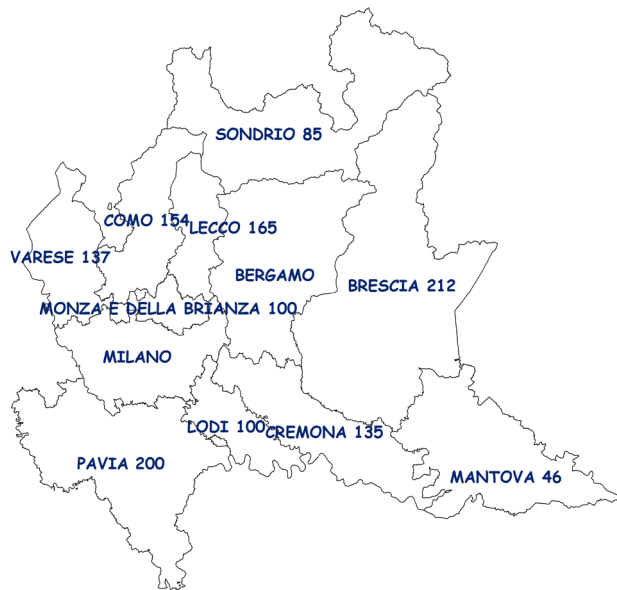 SONDRIO 85
COMO 154
LECCO 165
VARESE 137
BERGAMO
BRESCIA 212
MONZA E DELLA BRIANZA 100
MILANO
LODI 100
CREMONA 135
PAVIA 200
MANTOVA 46